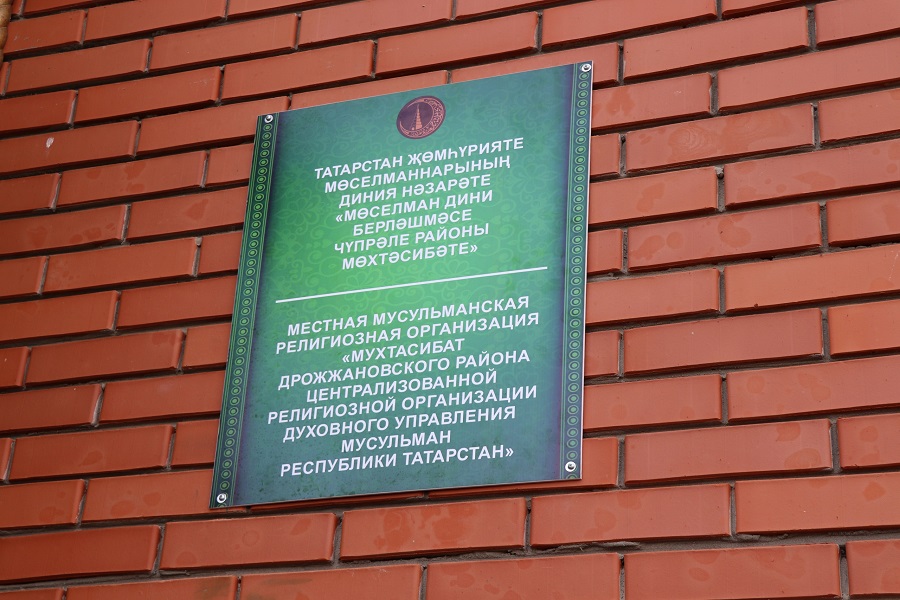 ТАТАРСТАН ҖӨМҺҮРИЯТЕ
МӨСЕЛМАННАРЫНЫҢ
ДИНИЯ НӘЗАРӘТЕ
«МӨСЕЛМАН ДИНИ
БЕРЛӘШМӘСЕ
ЧҮПРӘЛЕ РАЙОНЫ
МӨХТӘСИБӘТЕ»
МЕСТНАЯ МУСУЛЬМАНСКАЯ
РЕЛИГИОЗНАЯ ОРГАНИЗАЦИЯ
«МУХТАСИБАТ
ДРОЖЖАНОВСКОГО РАЙОНА
ЦЕНТРАЛИЗОВАННОЙ
РЕЛИГИОЗНОЙ ОРГАНИЗАЦИИ
ДУХОВНОГО УПРАВЛЕНИЯ
МУСУЛЬМАН
РЕСПУБЛИКИ ТАТАРСТАН»